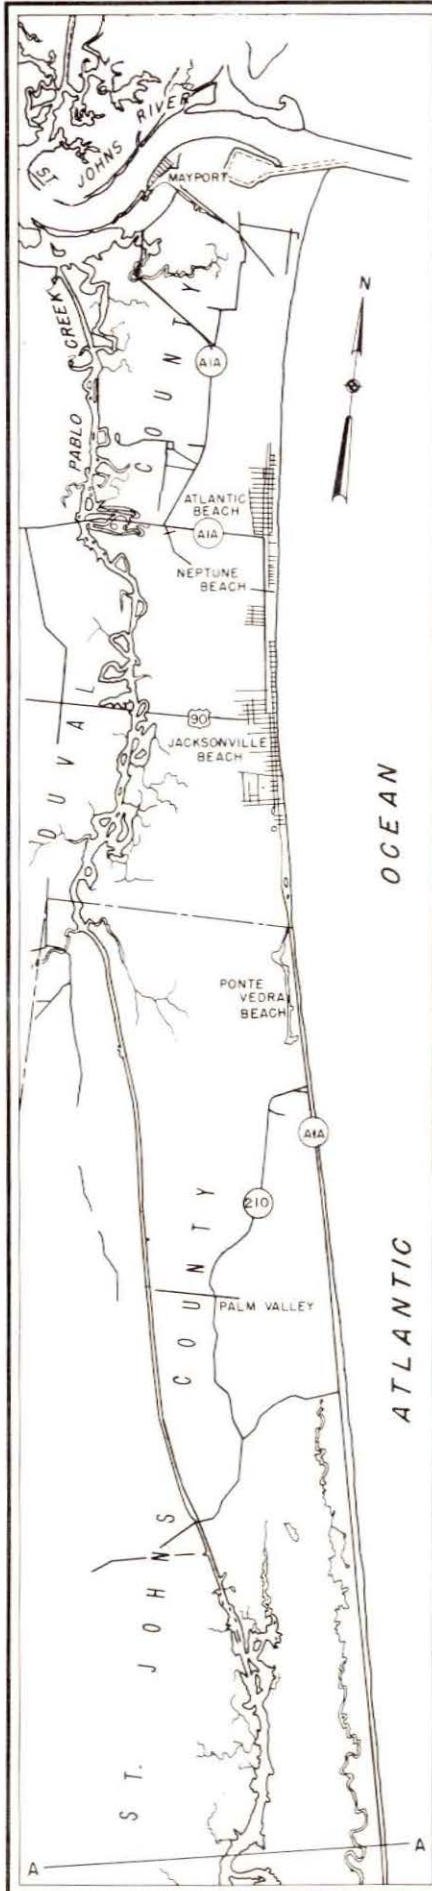 ST. JOHNS RIVER
MAYPORT
N
PABLO CREEK
A1A
ATLANTIC
BEACH
A1A
NEPTUNE
BEACH
DUVAL COUNTY
90
JACKSONVILLE
BEACH
ATLANTIC OCEAN
PONTE
VEDRA
BEACH
A1A
210
PALM VALLEY
ST. JOHNS COUNTY
A A